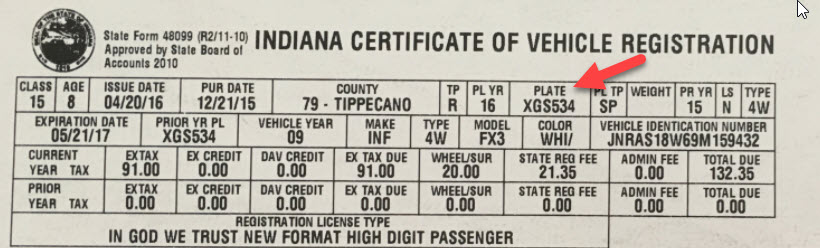 State Form 48099 (R2/11-10)
Approved by State Board of
Accounts 2010
INDIANA CERTIFICATE OF VEHICLE REGISTRATION
CLASS AGE ISSUE DATE PUR DATE COUNTY TP PL YR PLATE PL TP WEIGHT PR YR LS TYPE
15 8 04/20/16 12/21/15 79 - TIPPECANO R 16 XGS534 SP 15 N 4W
EXPIRATION DATE PRIOR YR PL VEHICLE YEAR MAKE TYPE MODEL COLOR VEHICLE IDENTIFICATION NUMBER
05/21/17 XGS534 09 INF 4W FX3 WHI/ JNRAS18W69M159432
CURRENT EXTAX EX CREDIT DAV CREDIT EX TAX DUE WHEEL/SUR STATE REG FEE ADMIN FEE TOTAL DUE
YEAR TAX 91.00 0.00 0.00 91.00 20.00 21.35 0.00 132.35
PRIOR EXTAX EX CREDIT DAV CREDIT EX TAX DUE WHEEL/SUR STATE REG FEE ADMIN FEE TOTAL DUE
YEAR TAX 0.00 0.00 0.00 0.00 0.00 0.00 0.00 0.00
REGISTRATION LICENSE TYPE
IN GOD WE TRUST NEW FORMAT HIGH DIGIT PASSENGER